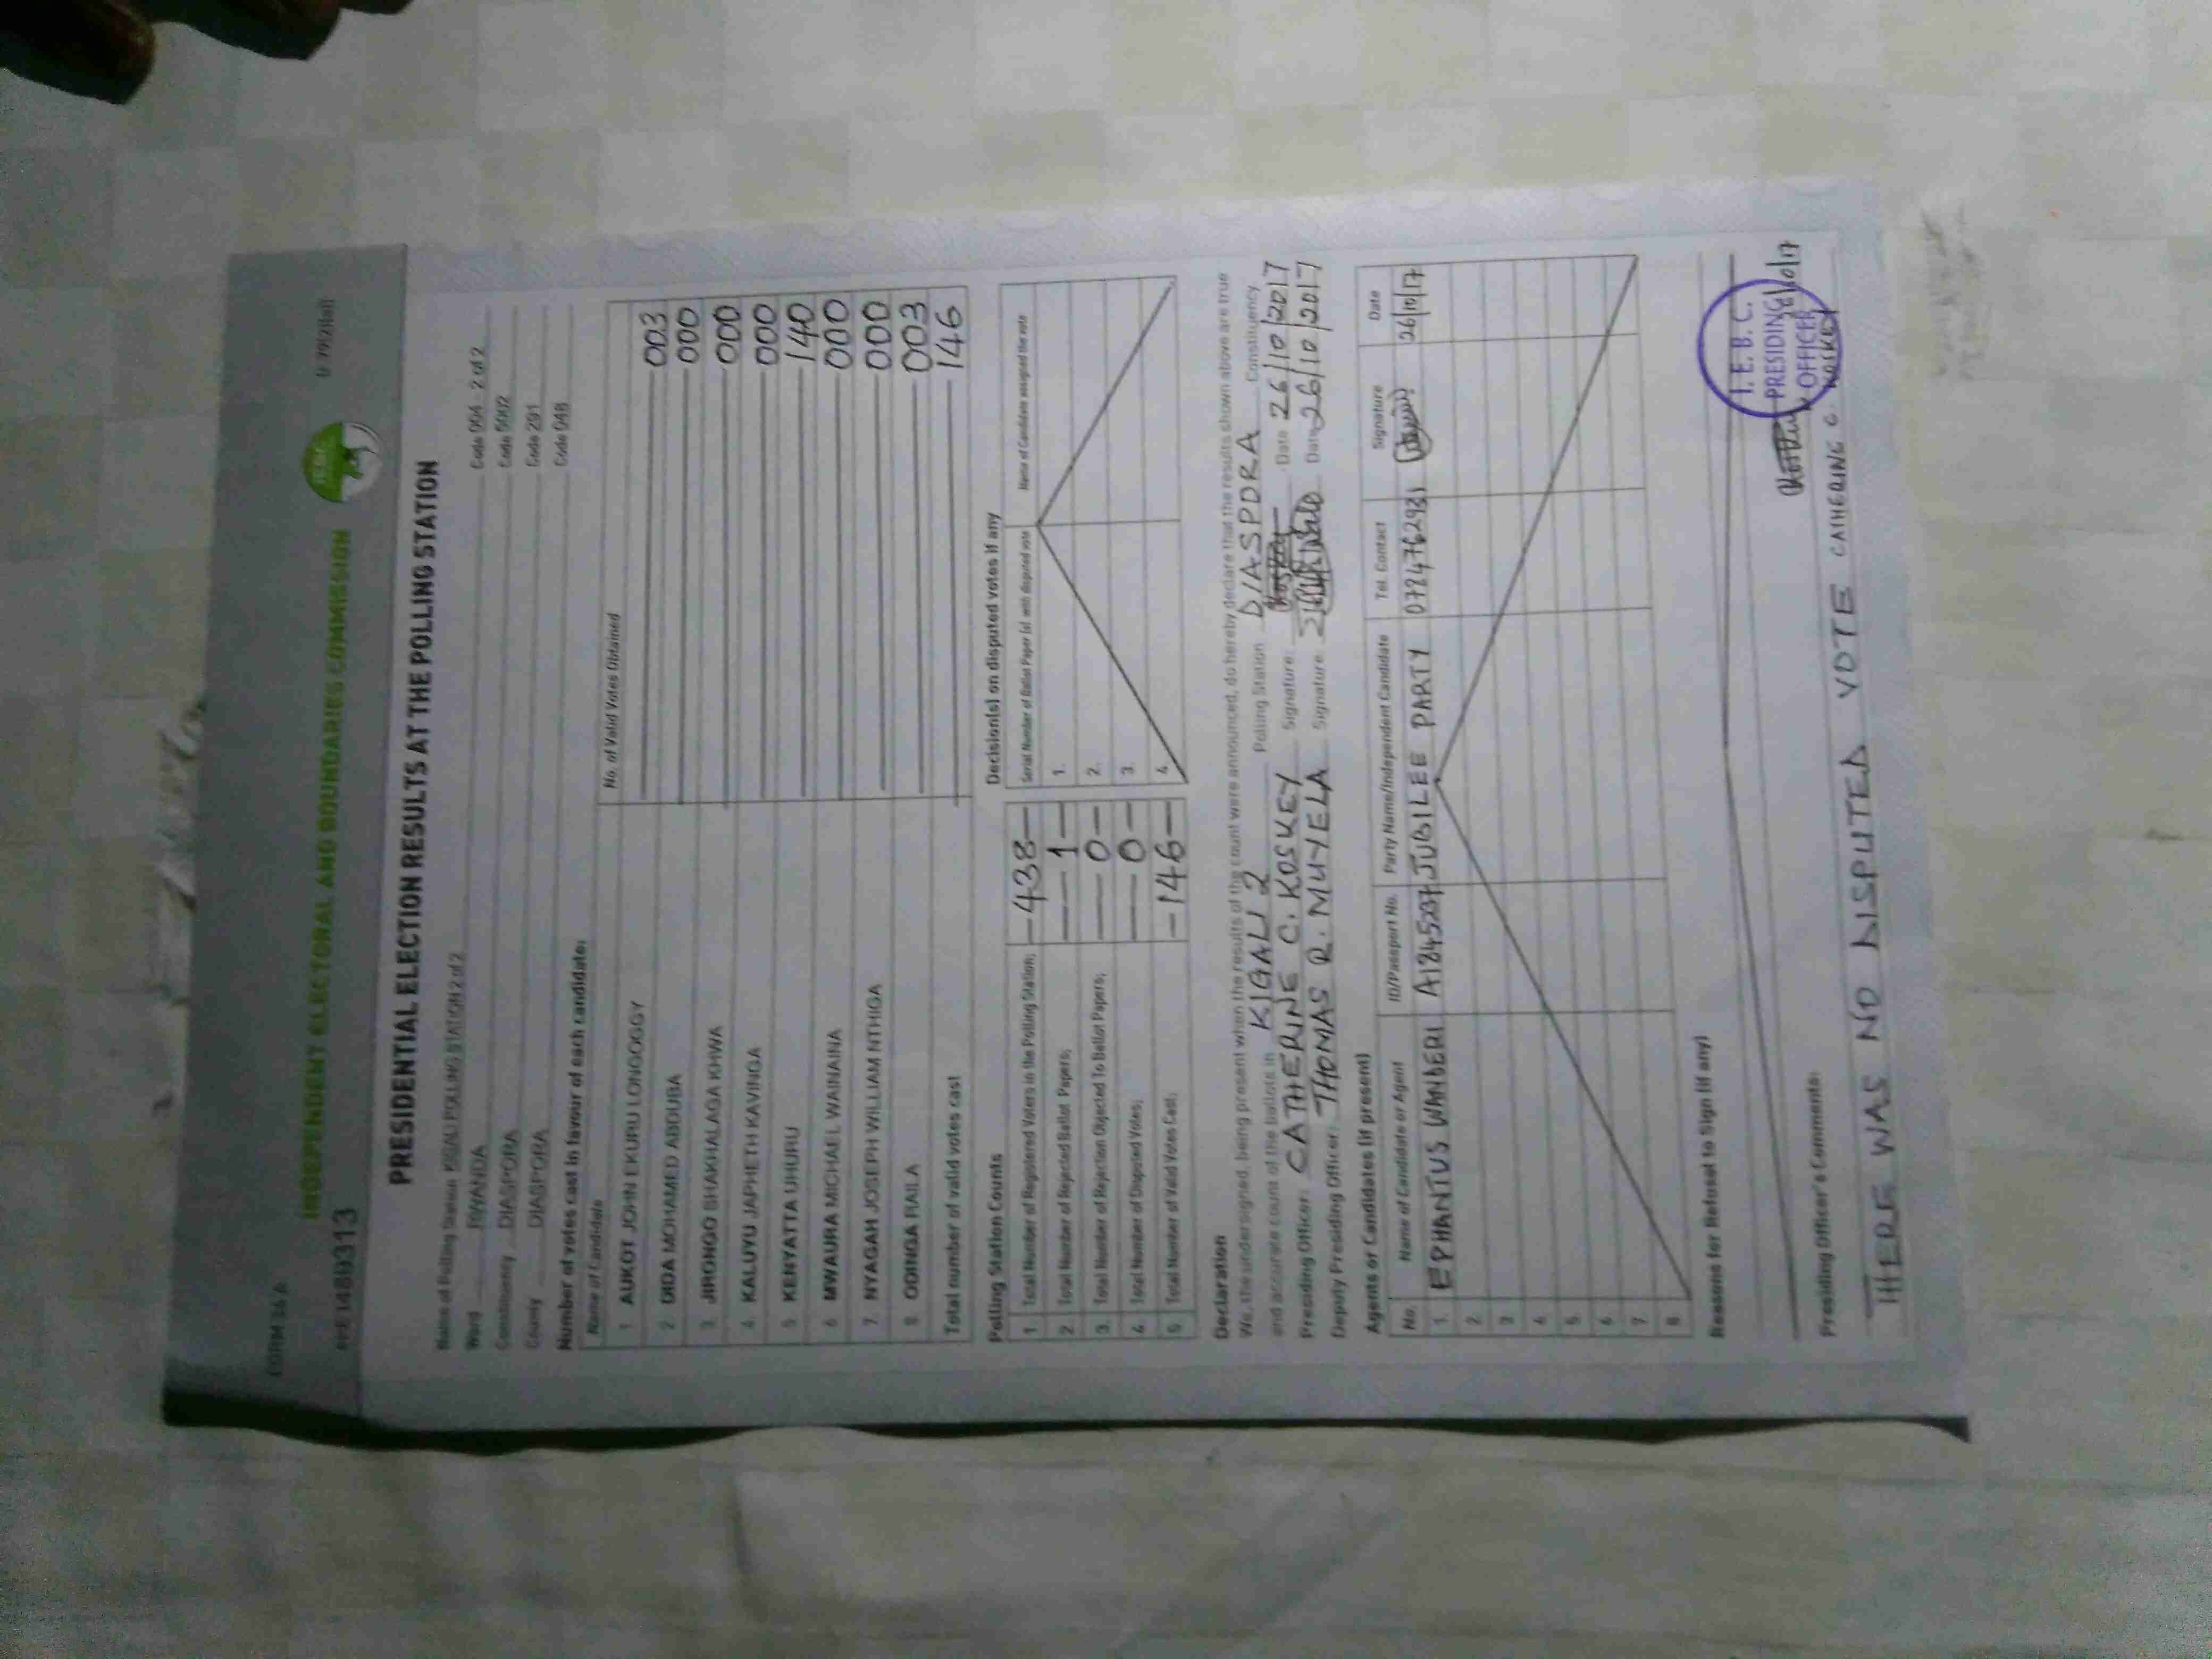 FORM 34 A
INDEPENDENT ELECTORAL AND BOUNDARIES COMMISSION
PRESIDENTIAL ELECTION RESULTS AT THE POLLING STATION
Name of Polling Station KIGALI POLLING STATION 2 of 2 Code 004 - 2 of 2
Ward RWANDA Code 5002
Constituency DIASPORA Code 291
County DIASPORA Code 048
Number of votes cast in favour of each candidate:
Name of Candidate No. of Valid Votes Obtained
1 AUKOT JOHN EKURU LONGOGGY 003
2 DIDA MOHAMED ABDUBA 000
3 JIRONGO SHAKHALAGA KHWA 000
4 KALUYU JAPHETH KAVINGA 000
5 KENYATTA UHURU 140
6 MWAURA MICHAEL WAINAINA 000
7 NYAGAH JOSEPH WILLIAM NTHIGA 000
8 ODINGA RAILA 003
Total number of valid votes cast 146
Polling Station Counts
1 Total Number of Registered Voters in the Polling Station; -438-
2 Total Number of Rejected Ballot Papers; -1-
3 Total Number of Rejection Objected To Ballot Papers; -0-
4 Total Number of Disputed Votes; -0-
5 Total Number of Valid Votes Cast; -146-
Decision(s) on disputed votes if any
Serial Number of Ballot Paper (s) with disputed vote Name of Candidate assigned the vote
1.
2.
3.
4
Declaration
We, the undersigned, being present when the results of the count were announced, do hereby declare that the results shown above are true
and accurate count of the ballots in KIGALI 2 Polling Station DIASPORA Constituency
Presiding Officer: CATHERINE C. KOSKEY Signature: Date 26/10/2017
Deputy Presiding Officer: THOMAS R. MUYELA Signature: Date 26/10/2017
Agents or Candidates (if present)
No. Name of Candidate or Agent ID/Passport No. Party Name/Independent Candidate Tel. Contact Signature Date
1. EPHANTUS WANDERI A1845237 JUBILEE PARTY 0724762931 26/10/17
2
3
4
5
6
7
8
Reasons for Refusal to Sign (if any)
I. E. B. C.
PRESIDING
OFFICER
Presiding Officer's Comments:
CATHERINE C. KOSKEY
THERE WAS NO DISPUTED VOTE